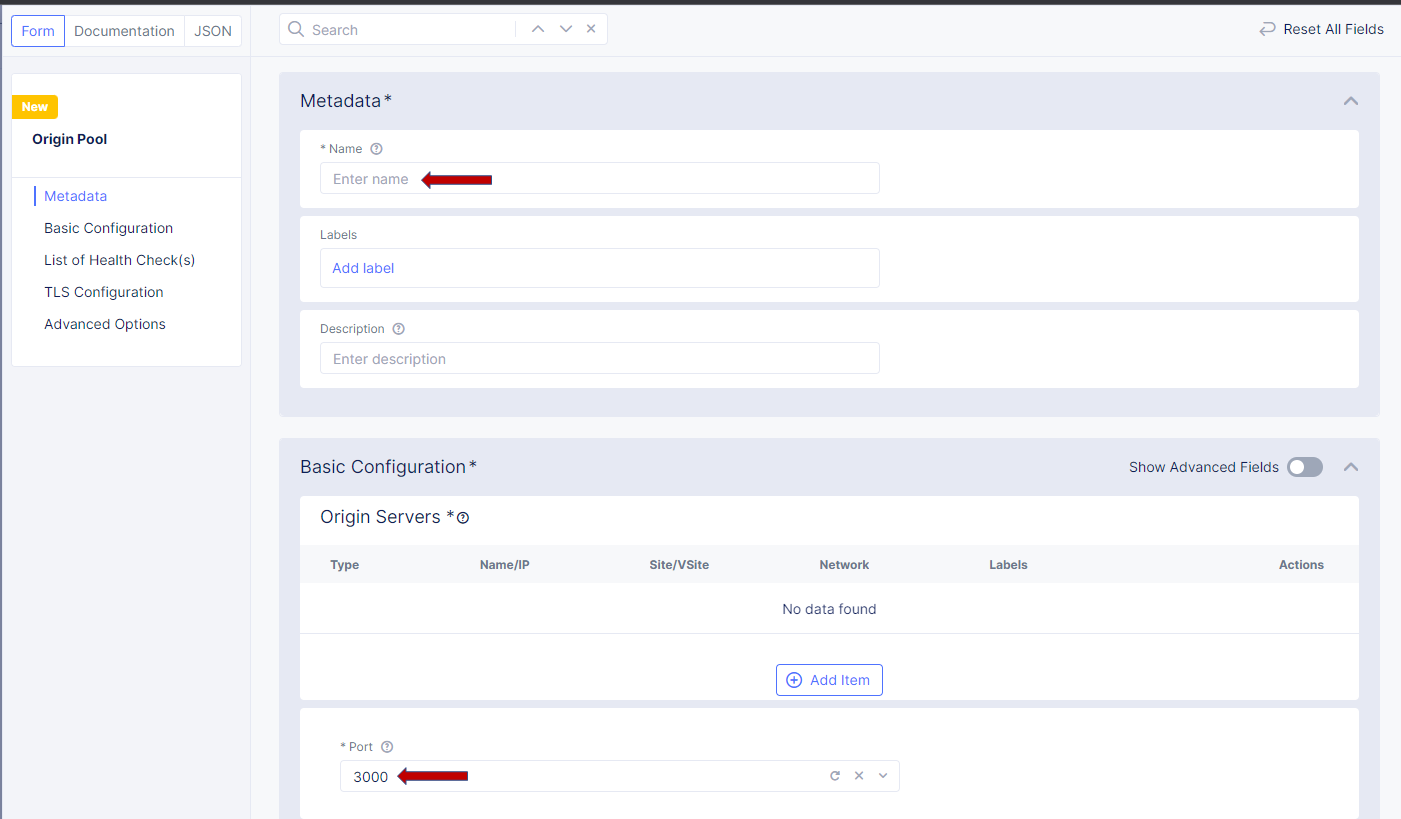 Form Documentation JSON
Search
Reset All Fields
New
Origin Pool
Metadata
Basic Configuration
List of Health Check(s)
TLS Configuration
Advanced Options
Metadata *
* Name
Enter name
Labels
Add label
Description
Enter description
Basic Configuration *
Show Advanced Fields
Origin Servers *
Type Name/IP Site/VSite Network Labels Actions
No data found
Add Item
* Port
3000